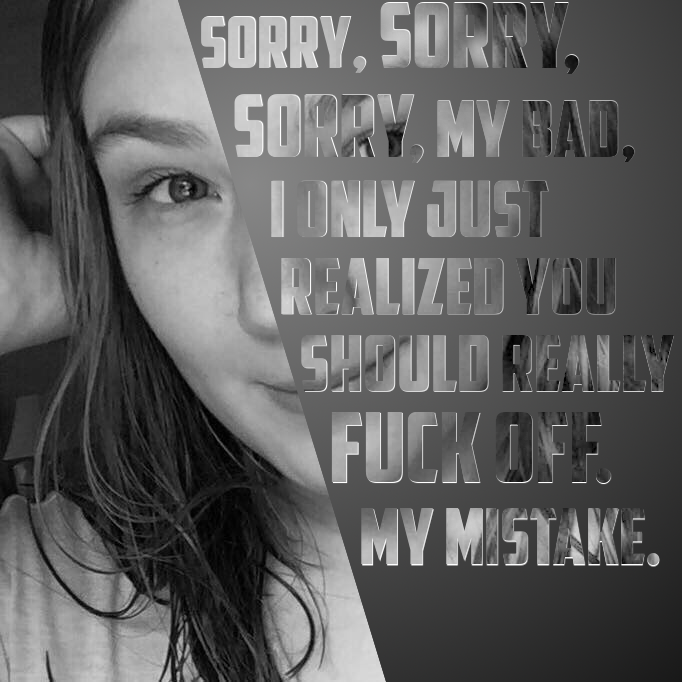 SORRY, SORRY,
SORRY, MY BAD,
I ONLY JUST
REALIZED YOU
SHOULD REALLY
FUCK OFF.
MY MISTAKE.